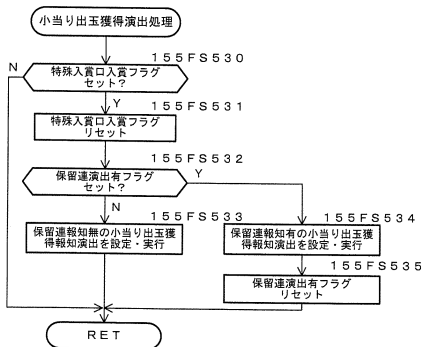 小当り出玉獲得演出処理
155FS530
特殊入賞口入賞フラグ
セット?
N
Y
155FS531
特殊入賞口入賞フラグ
リセット
155FS532
保留連演出有フラグ
セット?
Y
N
155FS533
保留連報知無の小当り出玉獲
得報知演出を設定・実行
155FS534
保留連報知有の小当り出玉獲
得報知演出を設定・実行
155FS535
保留連演出有フラグ
リセット
RET